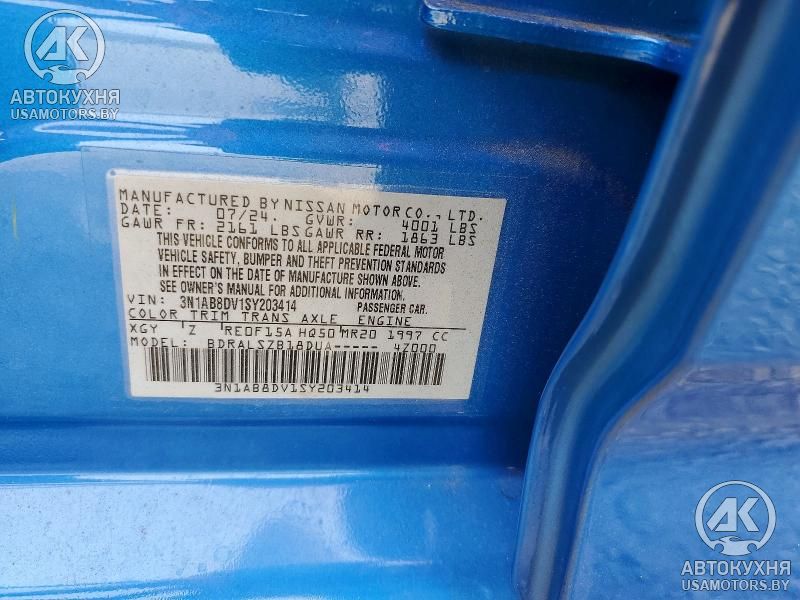 AK
АВТОКУХНЯ
USAMOTORS.BY
MANUFACTURED BY NISSAN MOTOR CO., LTD.
DATE: 07/24. GVWR: 4001 LBS
GAWR FR: 2161 LBS GAWR RR: 1863 LBS
THIS VEHICLE CONFORMS TO ALL APPLICABLE FEDERAL MOTOR
VEHICLE SAFETY, BUMPER AND THEFT PREVENTION STANDARDS
IN EFFECT ON THE DATE OF MANUFACTURE SHOWN ABOVE.
SEE OWNER'S MANUAL FOR ADDITIONAL INFORMATION.
VIN: 3N1AB8DV1SY203414 PASSENGER CAR.
COLOR TRIM TRANS AXLE ENGINE
XGY Z RE0F15A HQ50 MR20 1997 CC
MODEL: BDRALSZB18DUA----- 4Z000
3N1AB8DV1SY203414
AK
АВТОКУХНЯ
USAMOTORS.BY